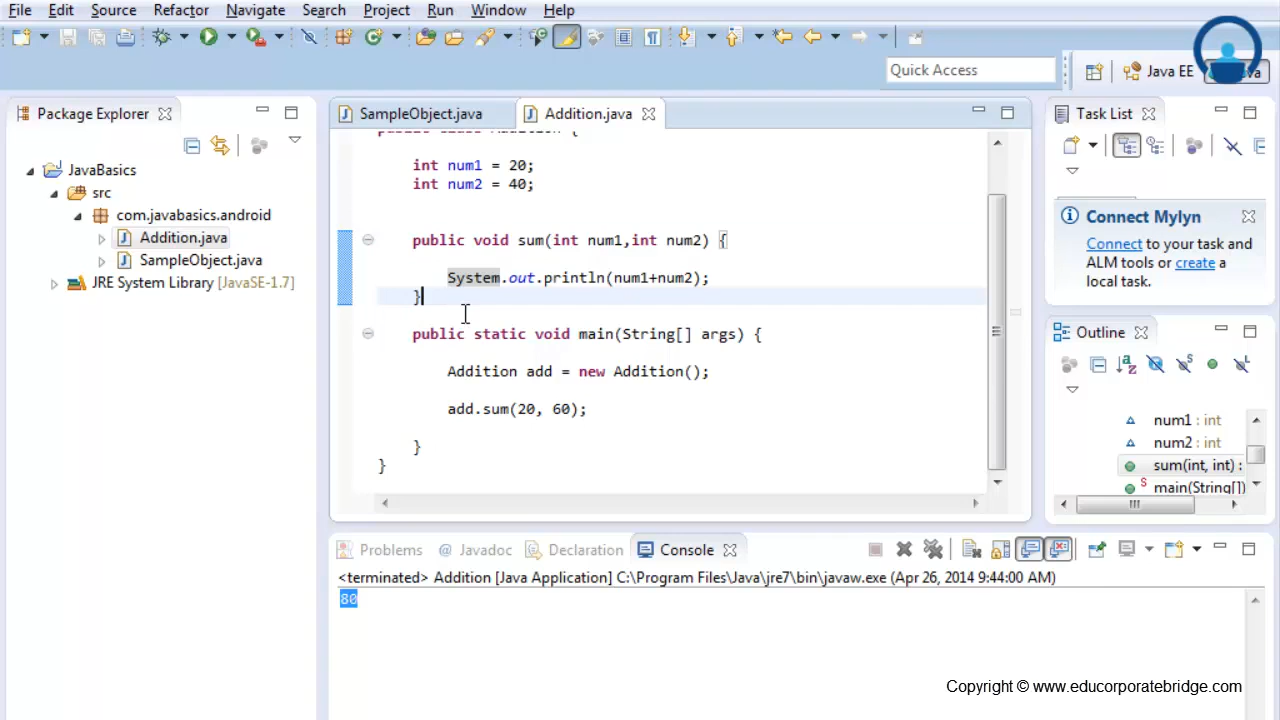 File Edit Source Refactor Navigate Search Project Run Window Help
Quick Access
Java EE
Package Explorer
JavaBasics
src
com.javabasics.android
Addition.java
SampleObject.java
JRE System Library [JavaSE-1.7]
SampleObject.java
Addition.java
public class Addition {
int num1 = 20;
int num2 = 40;
public void sum(int num1,int num2) {
System.out.println(num1+num2);
}
public static void main(String[] args) {
Addition add = new Addition();
add.sum(20, 60);
}
}
Task List
Connect Mylyn
Connect to your task and
ALM tools or create a
local task.
Outline
num1 : int
num2 : int
sum(int, int) :
main(String[])
Problems @ Javadoc Declaration Console
<terminated> Addition [Java Application] C:\Program Files\Java\jre7\bin\javaw.exe (Apr 26, 2014 9:44:00 AM)
80
Copyright © www.educorporatebridge.com